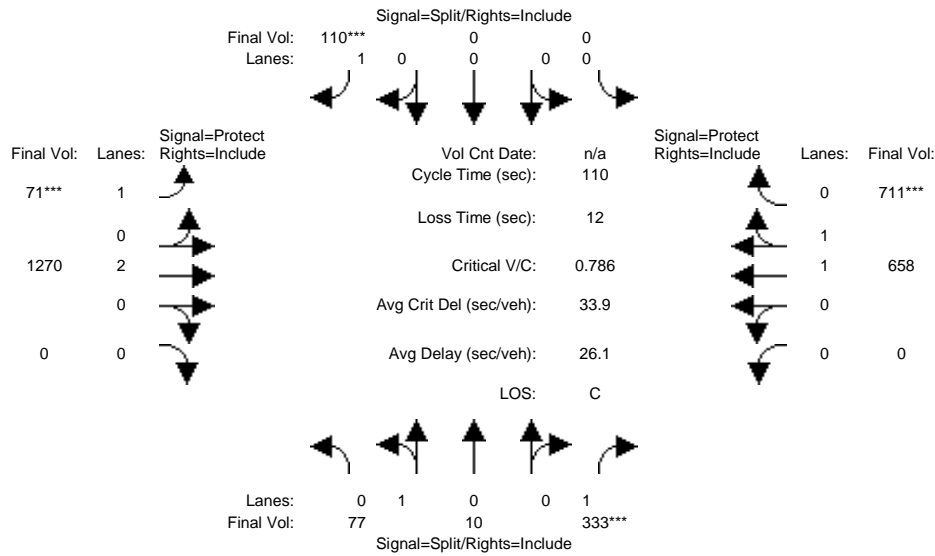 Signal=Split/Rights=Include
Final Vol: 110*** 0 0
Lanes: 1 0 0 0 0
Signal=Protect Signal=Protect
Final Vol: Lanes: Rights=Include Vol Cnt Date: n/a Rights=Include Lanes: Final Vol:
Cycle Time (sec): 110
71*** 1 0 711***
Loss Time (sec): 12
0 1
1270 2 Critical V/C: 0.786 1 658
0 Avg Crit Del (sec/veh): 33.9 0
0 0 Avg Delay (sec/veh): 26.1 0 0
LOS: C
Lanes: 0 1 0 0 1
Final Vol: 77 10 333***
Signal=Split/Rights=Include